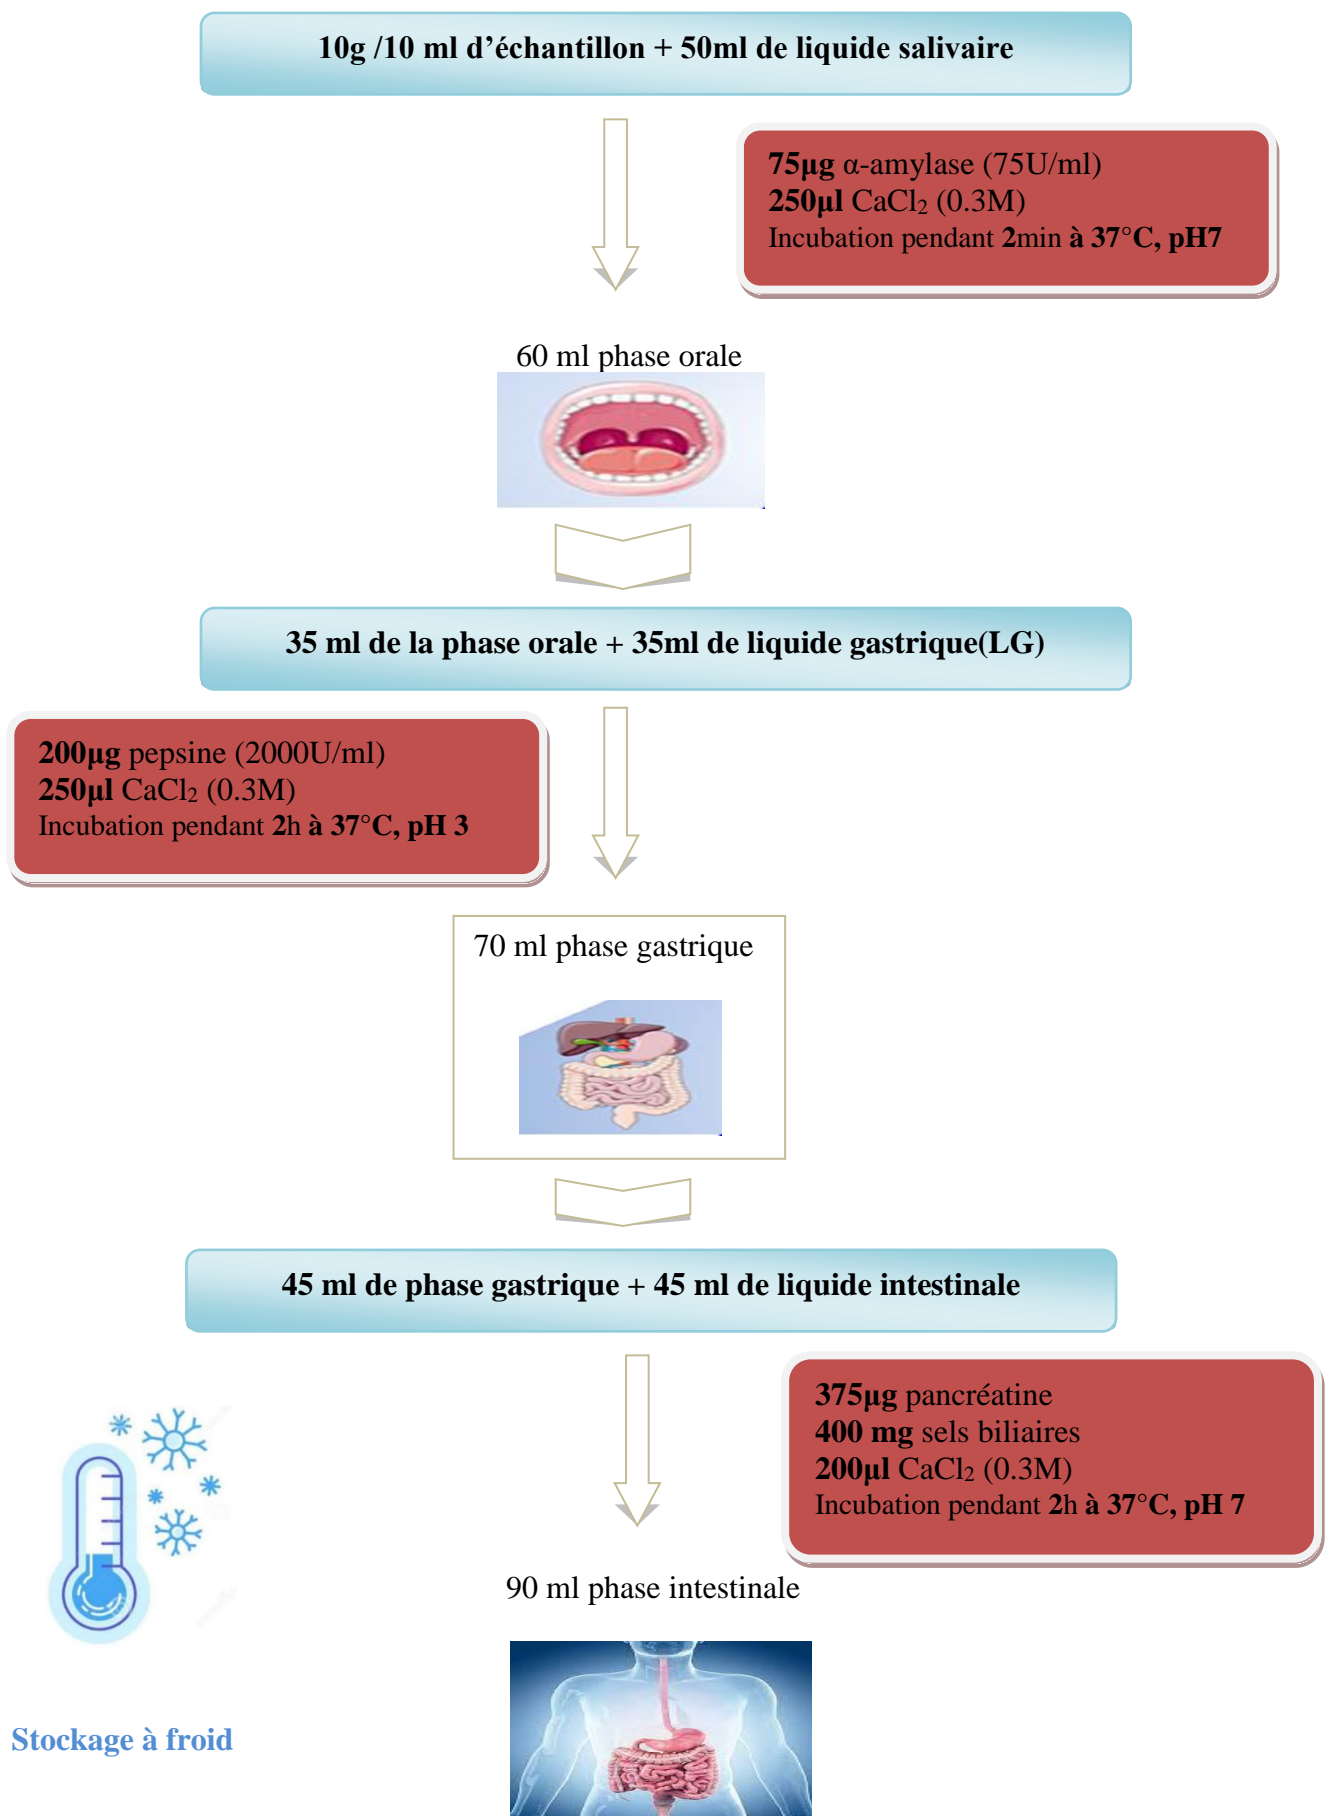 10g /10 ml d’échantillon + 50ml de liquide salivaire
75µg α-amylase (75U/ml)
250µl CaCl₂ (0.3M)
Incubation pendant 2min à 37°C, pH7
60 ml phase orale
35 ml de la phase orale + 35ml de liquide gastrique(LG)
200µg pepsine (2000U/ml)
250µl CaCl₂ (0.3M)
Incubation pendant 2h à 37°C, pH 3
70 ml phase gastrique
45 ml de phase gastrique + 45 ml de liquide intestinale
375µg pancréatine
400 mg sels biliaires
200µl CaCl₂ (0.3M)
Incubation pendant 2h à 37°C, pH 7
90 ml phase intestinale
Stockage à froid